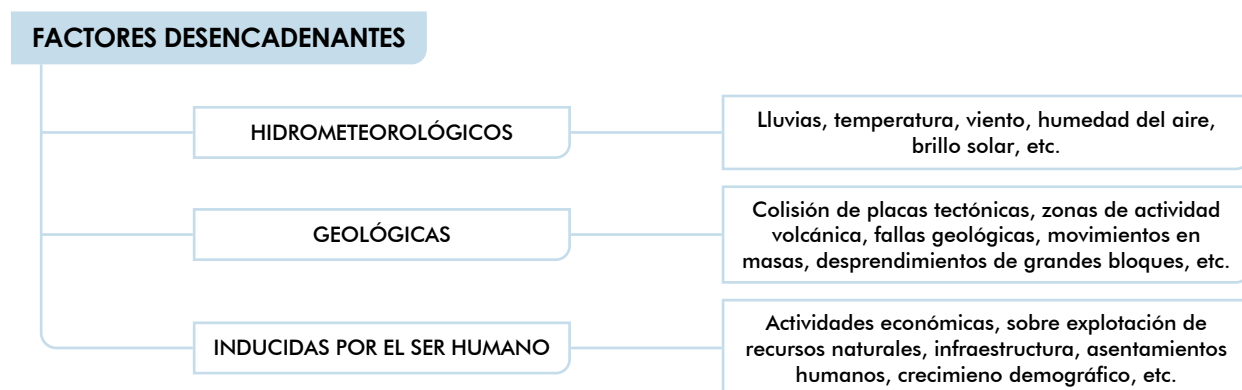 FACTORES DESENCADENANTES
HIDROMETEOROLÓGICOS
Lluvias, temperatura, viento, humedad del aire,
brillo solar, etc.
GEOLÓGICAS
Colisión de placas tectónicas, zonas de actividad
volcánica, fallas geológicas, movimientos en
masas, desprendimientos de grandes bloques, etc.
INDUCIDAS POR EL SER HUMANO
Actividades económicas, sobre explotación de
recursos naturales, infraestructura, asentamientos
humanos, crecimieno demográfico, etc.